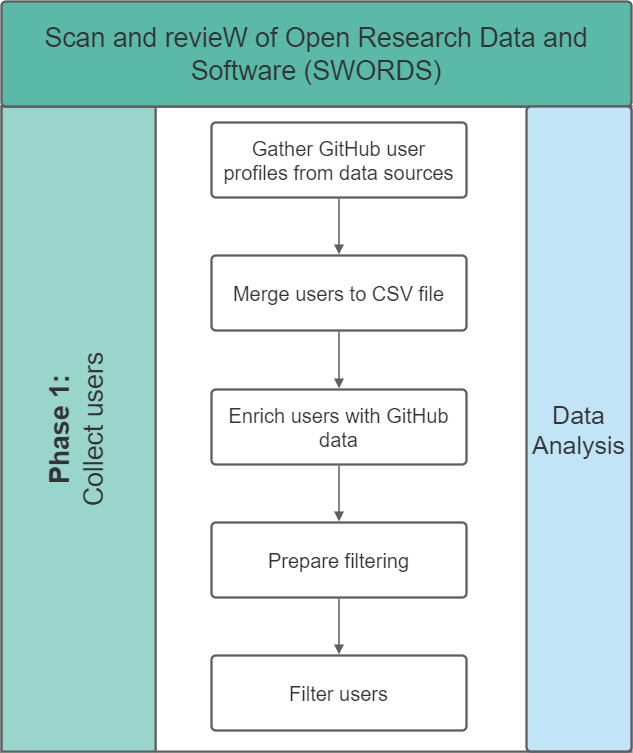 Scan and revieW of Open Research Data and
Software (SWORDS)
Phase 1:
Collect users
Gather GitHub user
profiles from data sources
Merge users to CSV file
Enrich users with GitHub
data
Prepare filtering
Filter users
Data
Analysis